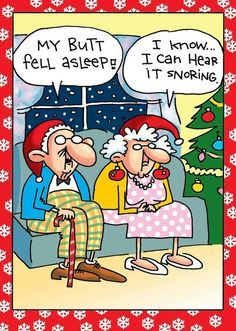 MY BUTT
FELL ASLEEP!!
I KNOW...
I CAN HEAR
IT SNORING.